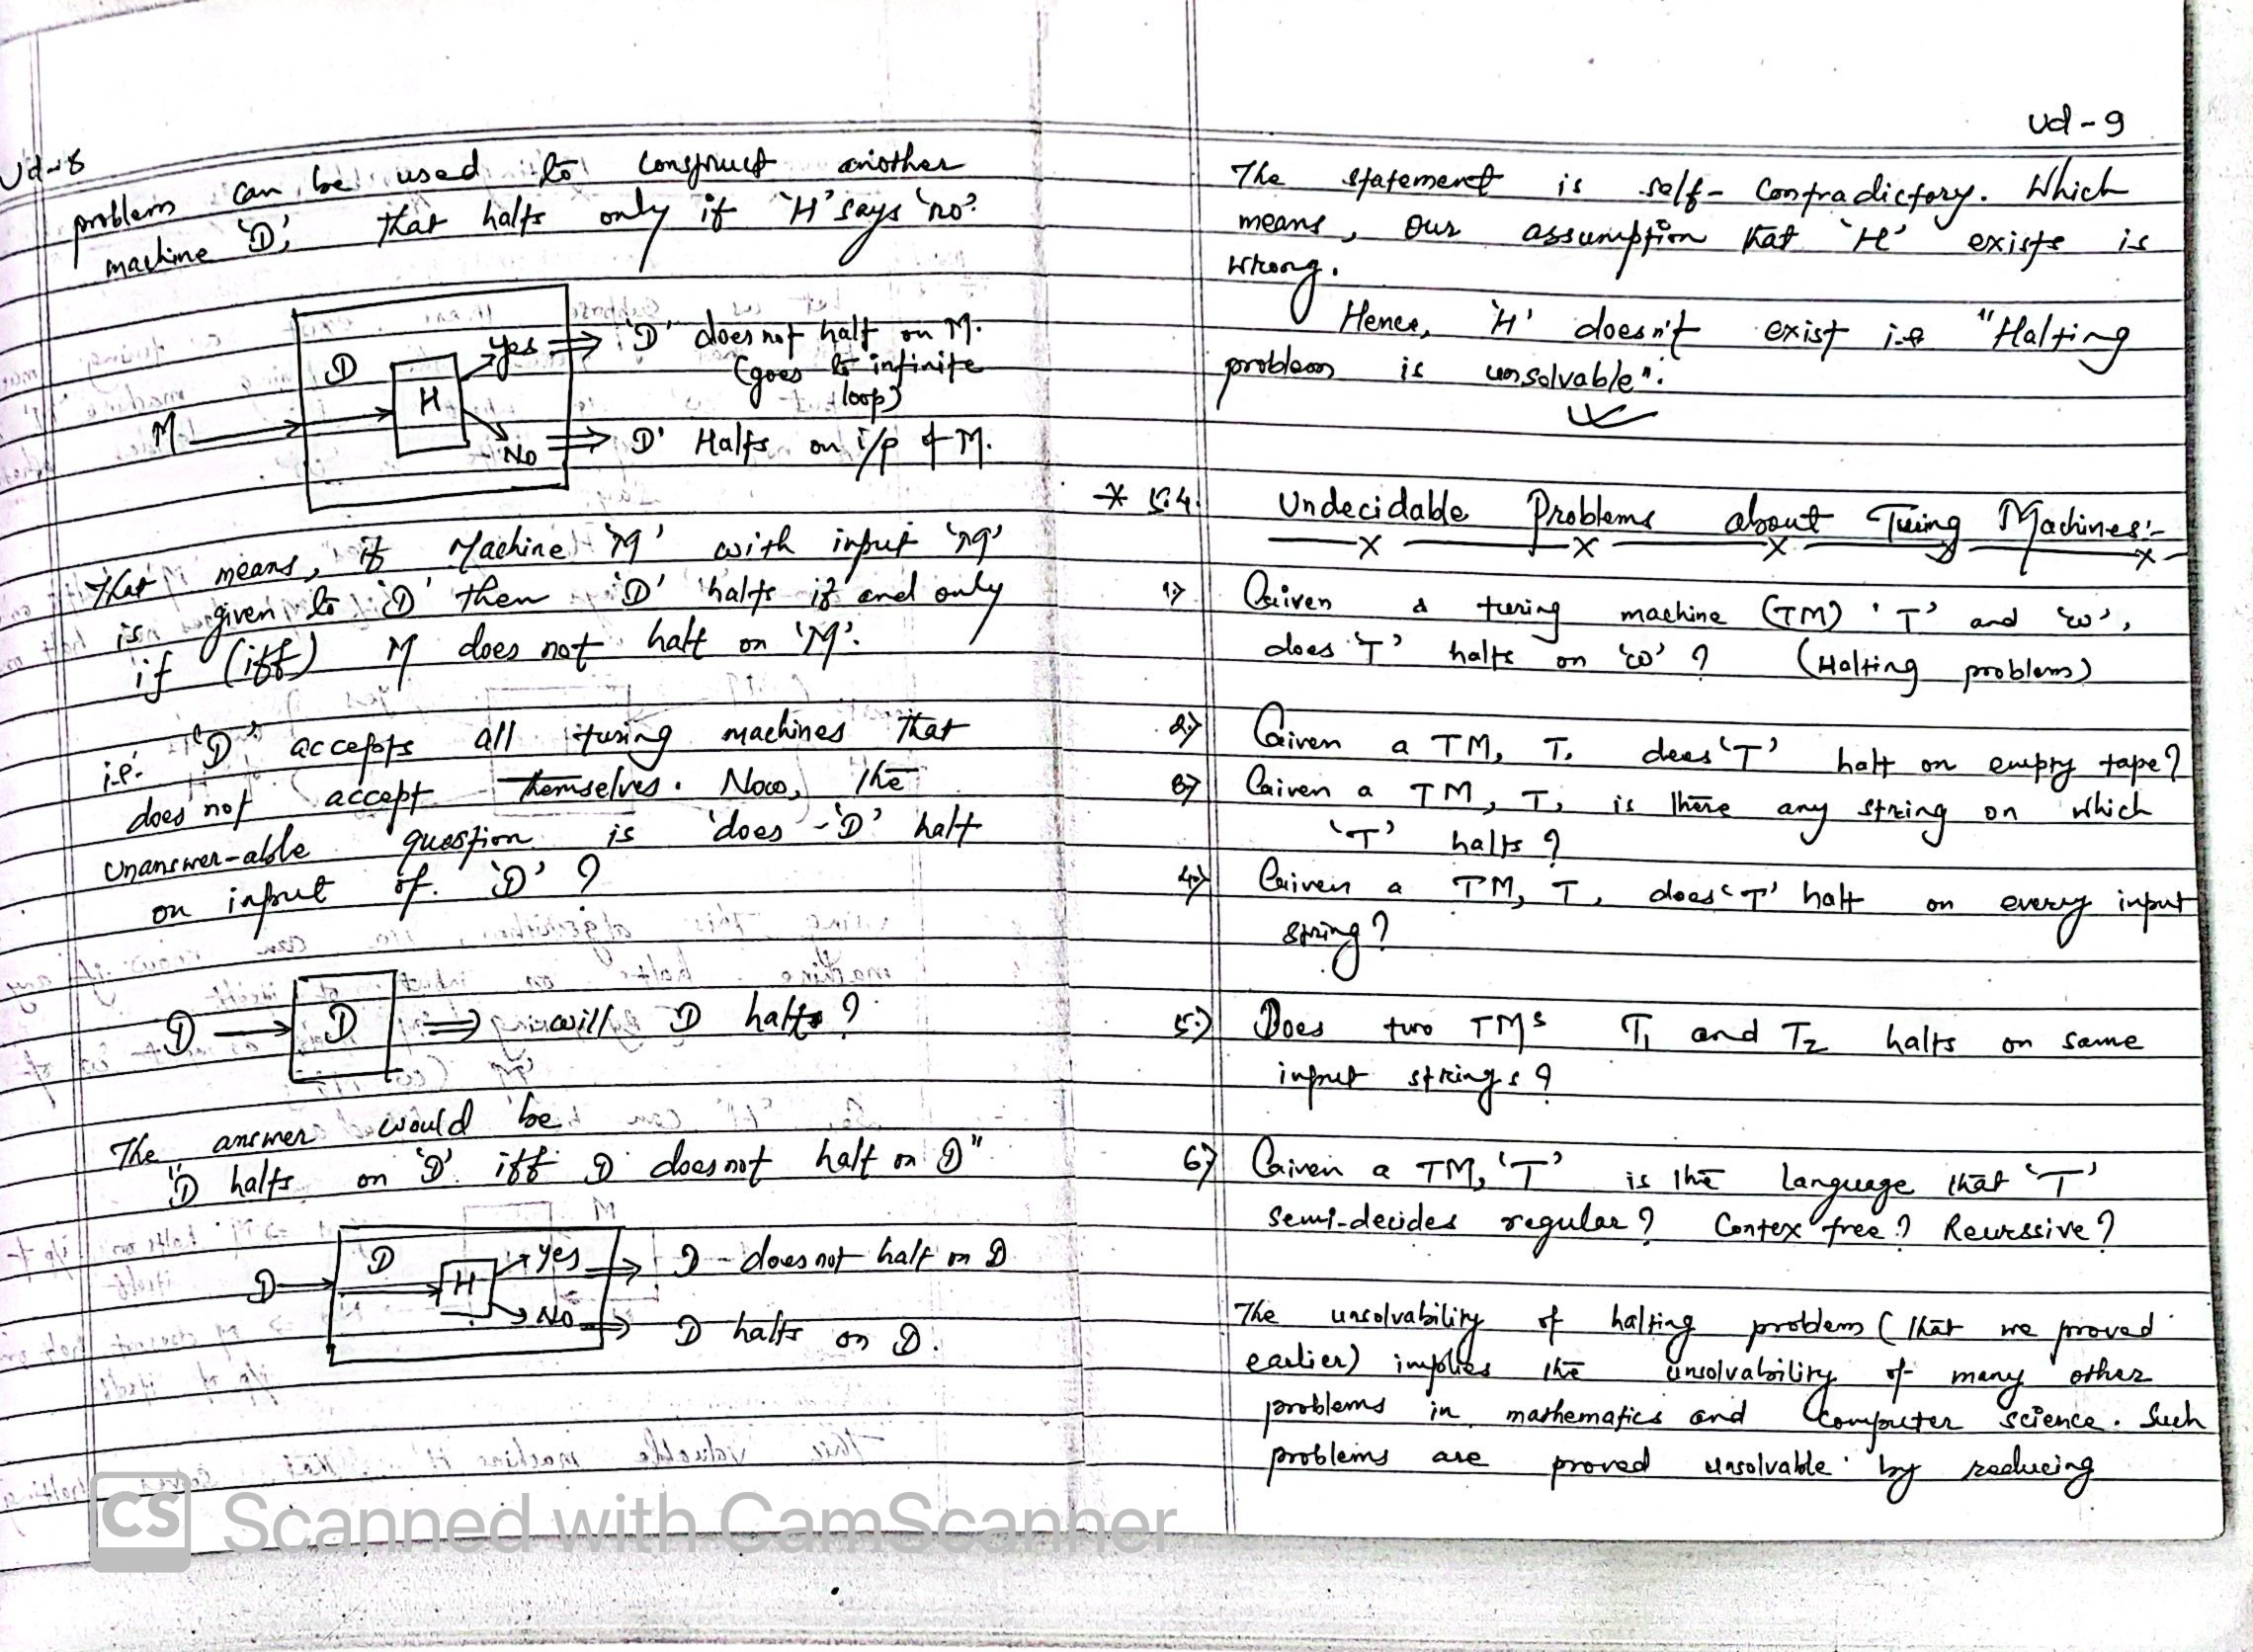 Ud-8
problem can be used to construct another
machine 'D', that halts only if 'H' says 'no'.
D
H
yes
'D' does not halt on M.
(goes to infinite
loop)
M
No
D' Halts on i/p of M.
That means, if Machine 'M' with input 'M'
is given to 'D' then 'D' halts if and only
if (iff) M does not halt on 'M'.
i.e. 'D' accepts all turing machines that
does not accept themselves. Now, the
unanswer-able question is 'does -'D' halt
on input of 'D' ?
D
D
will D halts ?
The answer would be
"D halts on 'D' iff D does not halt on D"
D
D
H
yes
D - does not halt on D
No
D halts on D.
Ud-9
The statement is self-contradictory. Which
means, our assumption that 'H' exists is
wrong.
Hence, 'H' doesn't exist i.e "Halting
problem is unsolvable".
* 5.4. Undecidable Problems about Turing Machines:-
1.) Given a turing machine (TM) 'T' and 'w',
does 'T' halts on 'w' ? (Halting problem)
2.) Given a TM, T. does 'T' halt on empty tape?
3.) Given a TM, T, is there any string on which
'T' halts ?
4.) Given a TM, T, does 'T' halt on every input
string?
5.) Does two TMs T1 and T2 halts on same
input strings ?
6.) Given a TM, 'T' is the language that 'T'
semi-decides regular ? Contex free ? Recurssive ?
The unsolvability of halting problem (that we proved
earlier) implies the unsolvability of many other
problems in mathematics and computer science. Such
problems are proved unsolvable by reducing
CS Scanned with CamScanner